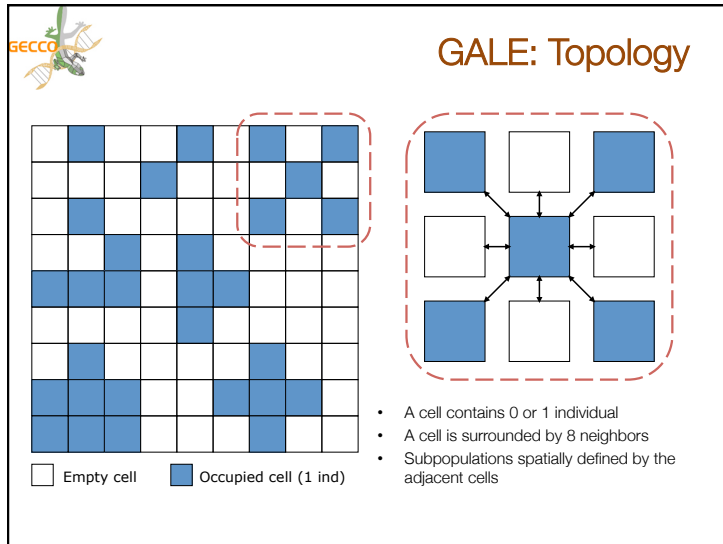 GECCO
GALE: Topology
• A cell contains 0 or 1 individual
• A cell is surrounded by 8 neighbors
• Subpopulations spatially defined by the
adjacent cells
Empty cell
Occupied cell (1 ind)